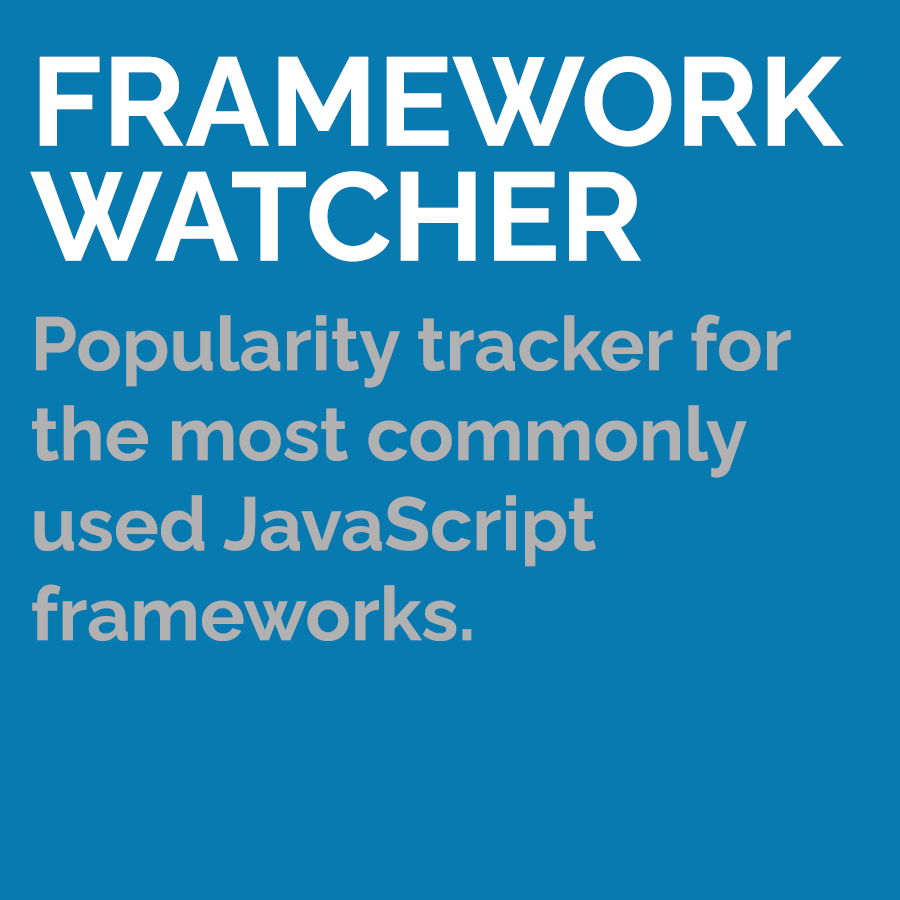 FRAMEWORK
WATCHER
Popularity tracker for
the most commonly
used JavaScript
frameworks.